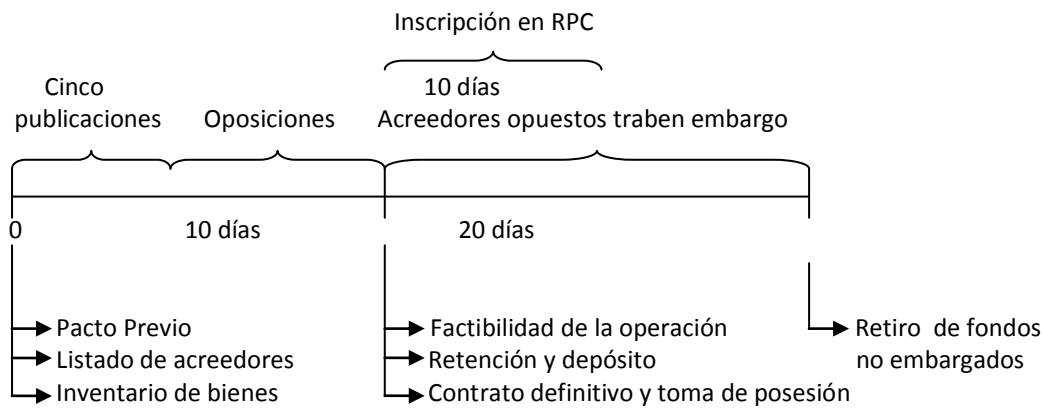 Inscripción en RPC
Cinco
publicaciones
Oposiciones
10 días
Acreedores opuestos traben embargo
0
10 días
20 días
Pacto Previo
Listado de acreedores
Inventario de bienes
Factibilidad de la operación
Retención y depósito
Contrato definitivo y toma de posesión
Retiro de fondos
no embargados